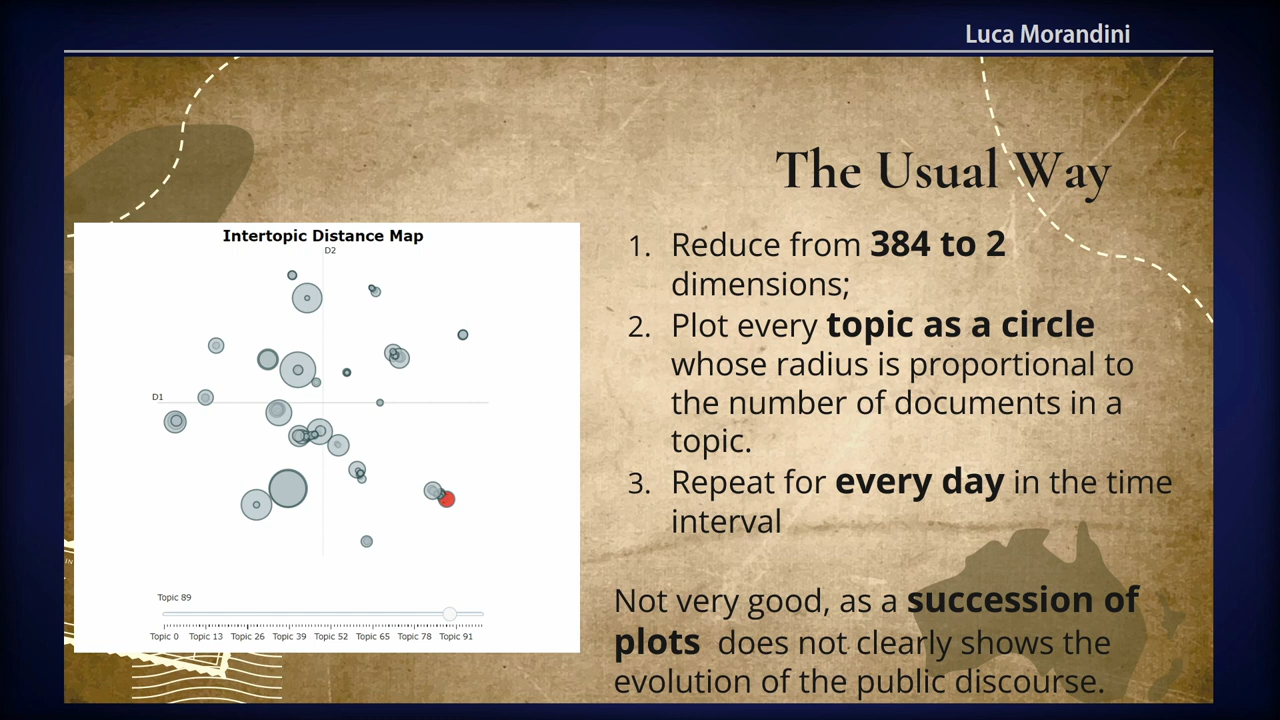 Luca Morandini
The Usual Way
Intertopic Distance Map
D2
D1
Topic 89
Topic 0 Topic 13 Topic 26 Topic 39 Topic 52 Topic 65 Topic 78 Topic 91
1. Reduce from 384 to 2
dimensions;
2. Plot every topic as a circle
whose radius is proportional to
the number of documents in a
topic.
3. Repeat for every day in the time
interval
Not very good, as a succession of
plots does not clearly shows the
evolution of the public discourse.